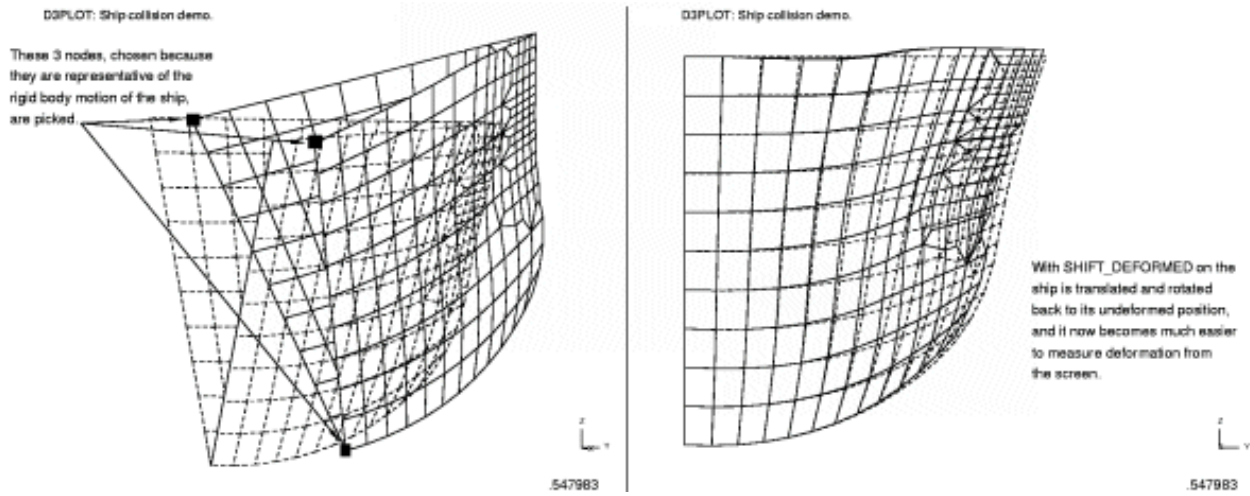 D3PLOT: Ship collision demo.
These 3 nodes, chosen because
they are representative of the
rigid body motion of the ship,
are picked.
Z
Y
.547983
D3PLOT: Ship collision demo.
With SHIFT_DEFORMED on the
ship is translated and rotated
back to its undeformed position,
and it now becomes much easier
to measure deformation from
the screen.
Z
Y
.547983